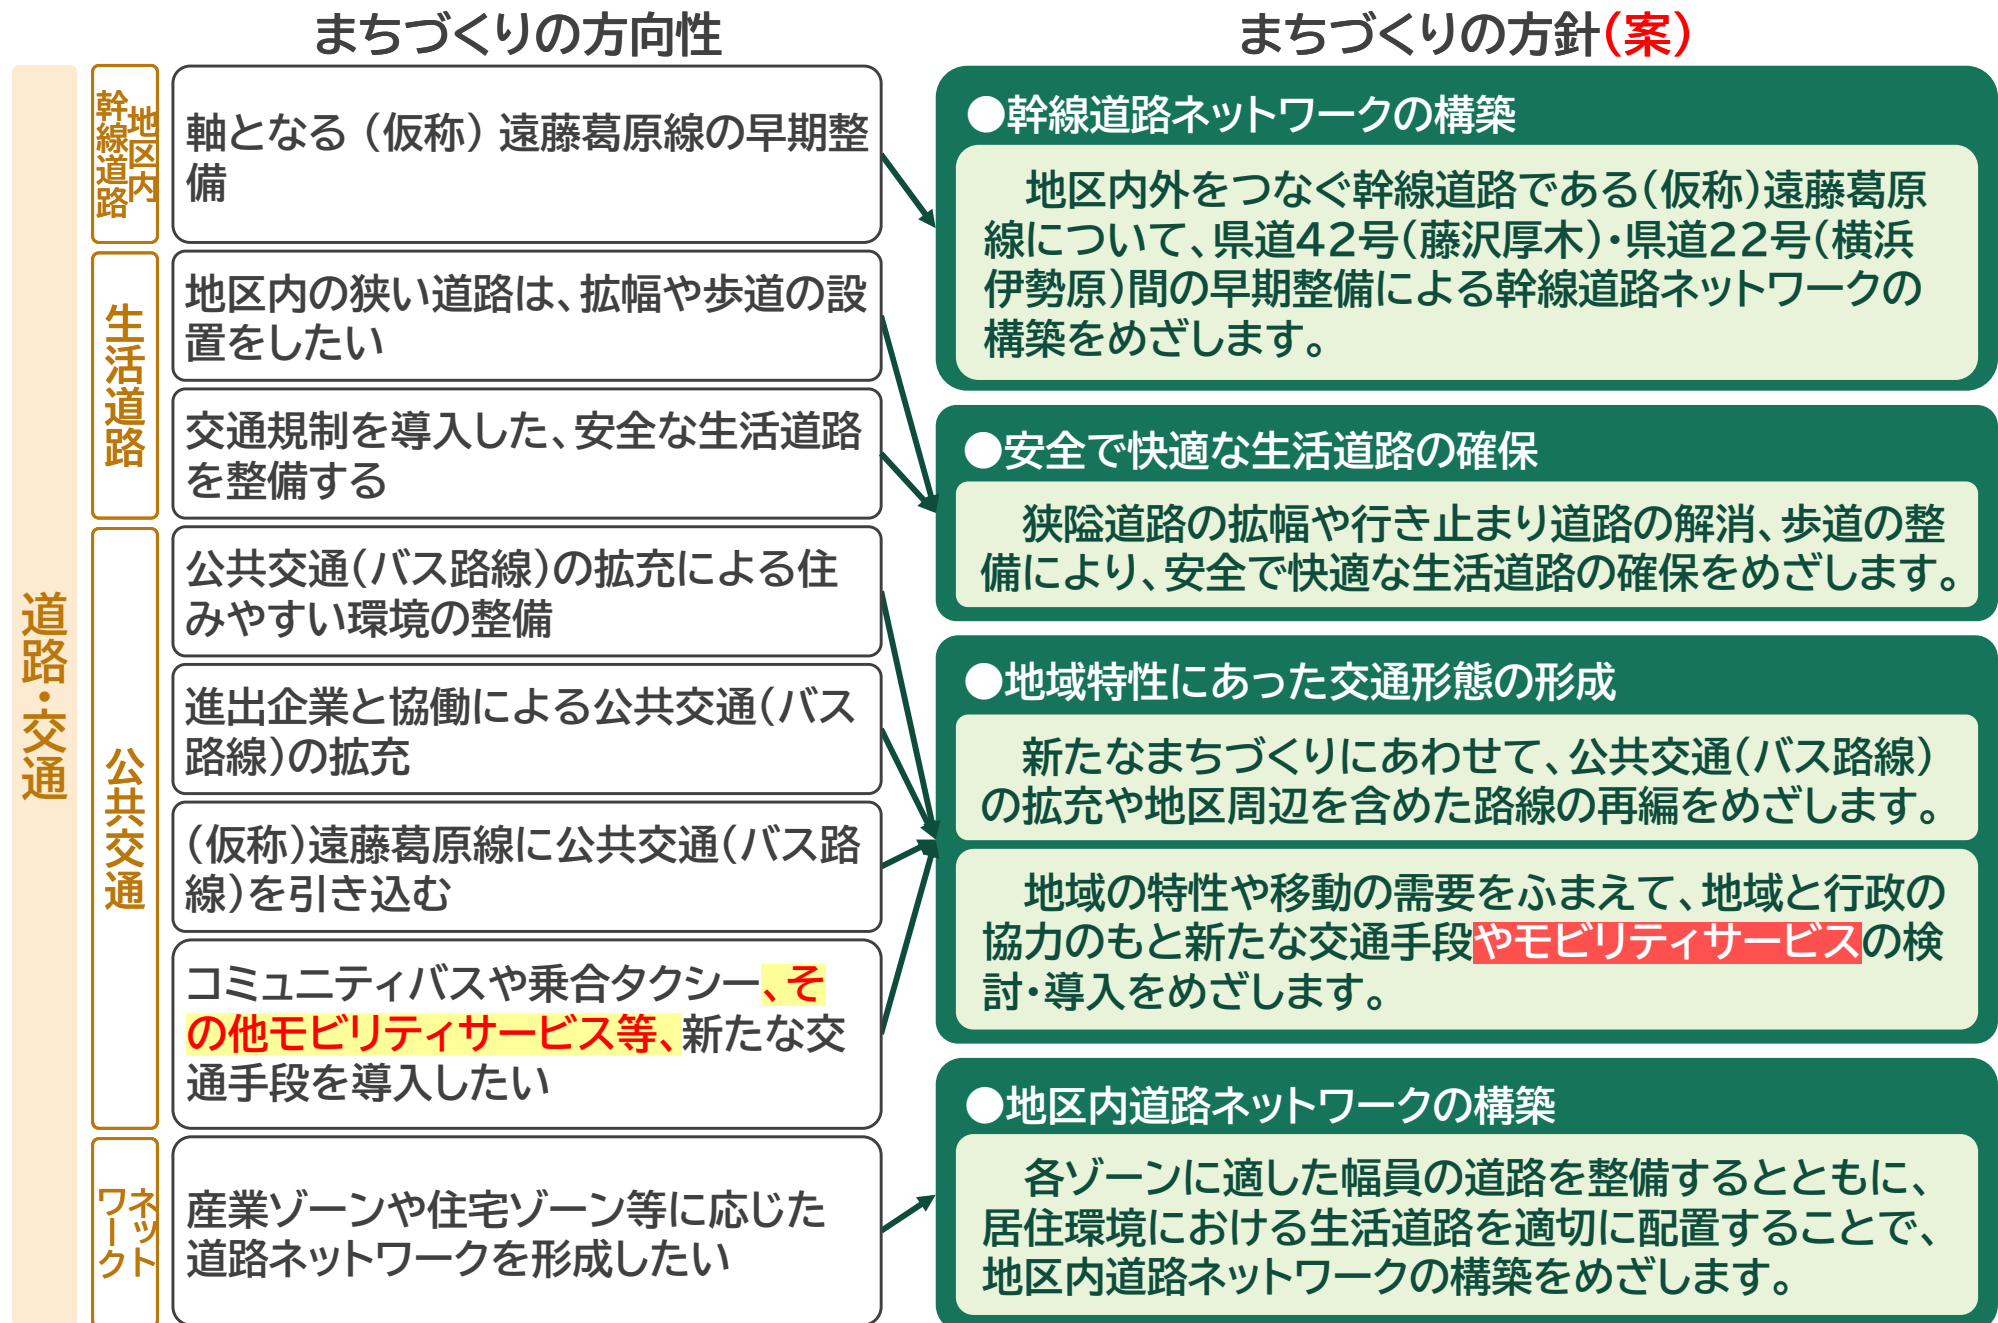 まちづくりの方向性
まちづくりの方針(案)
道路・交通
地区内
幹線道路
軸となる(仮称)遠藤葛原線の早期整
備
生活道路
地区内の狭い道路は、拡幅や歩道の設
置をしたい
交通規制を導入した、安全な生活道路
を整備する
公共交通
公共交通(バス路線)の拡充による住
みやすい環境の整備
進出企業と協働による公共交通(バス
路線)の拡充
(仮称)遠藤葛原線に公共交通(バス路
線)を引き込む
コミュニティバスや乗合タクシー、そ
の他モビリティサービス等、新たな交
通手段を導入したい
ネット
ワーク
産業ゾーンや住宅ゾーン等に応じた
道路ネットワークを形成したい
●幹線道路ネットワークの構築
地区内外をつなぐ幹線道路である(仮称)遠藤葛原
線について、県道42号(藤沢厚木)・県道22号(横浜
伊勢原)間の早期整備による幹線道路ネットワークの
構築をめざします。
●安全で快適な生活道路の確保
狭隘道路の拡幅や行き止まり道路の解消、歩道の整
備により、安全で快適な生活道路の確保をめざします。
●地域特性にあった交通形態の形成
新たなまちづくりにあわせて、公共交通(バス路線)
の拡充や地区周辺を含めた路線の再編をめざします。
地域の特性や移動の需要をふまえて、地域と行政の
協力のもと新たな交通手段やモビリティサービスの検
討・導入をめざします。
●地区内道路ネットワークの構築
各ゾーンに適した幅員の道路を整備するとともに、
居住環境における生活道路を適切に配置することで、
地区内道路ネットワークの構築をめざします。